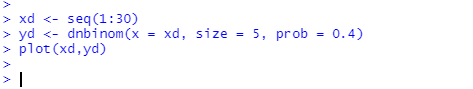 >
> xd <- seq(1:30)
> yd <- dnbinom(x = xd, size = 5, prob = 0.4)
> plot(xd,yd)
>
>